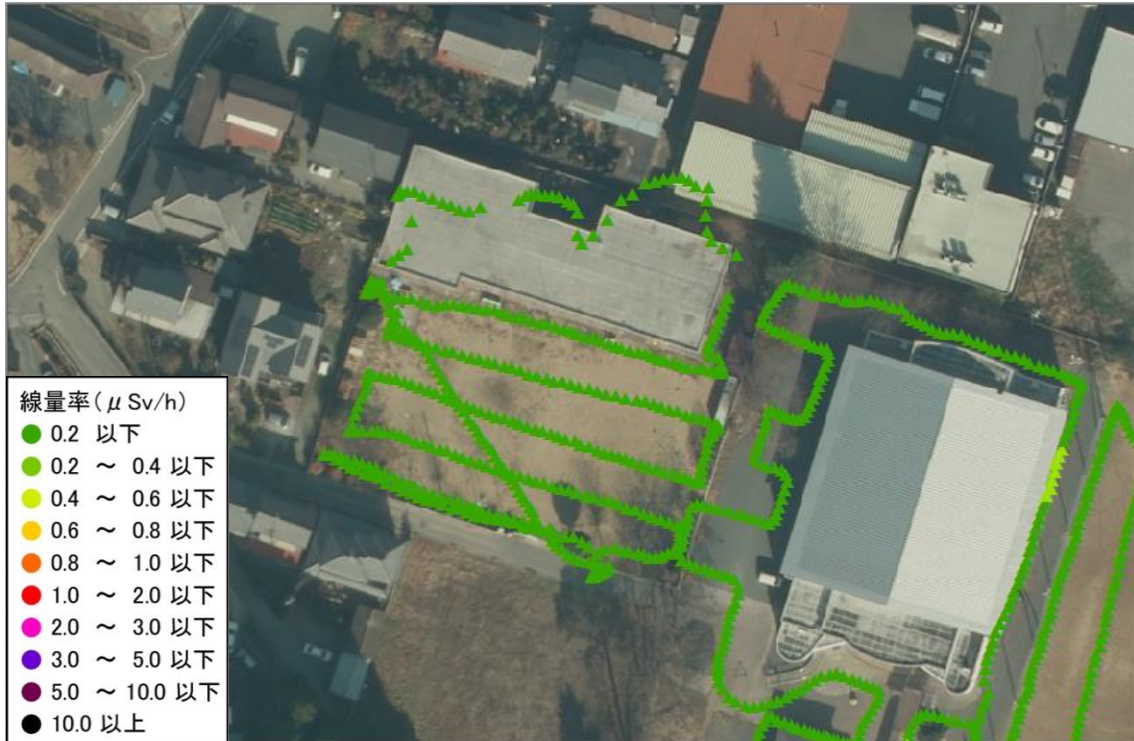 線量率(μSv/h)
0.2 以下
0.2 ～ 0.4 以下
0.4 ～ 0.6 以下
0.6 ～ 0.8 以下
0.8 ～ 1.0 以下
1.0 ～ 2.0 以下
2.0 ～ 3.0 以下
3.0 ～ 5.0 以下
5.0 ～ 10.0 以下
10.0 以上